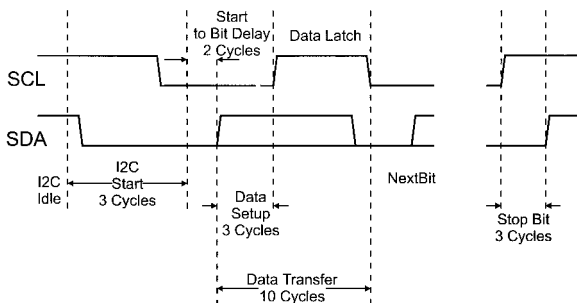 Start
to Bit Delay
2 Cycles
Data Latch
SCL
SDA
I2C
Idle
I2C
Start
3 Cycles
NextBit
Data
Setup
3 Cycles
Stop Bit
3 Cycles
Data Transfer
10 Cycles